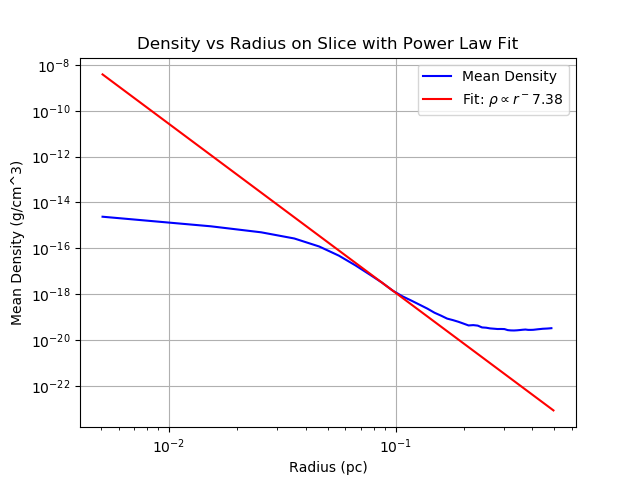 Density vs Radius on Slice with Power Law Fit
Mean Density
Fit: ρ ∝ r⁻7.38
Mean Density (g/cm^3)
10⁻⁸
10⁻¹⁰
10⁻¹²
10⁻¹⁴
10⁻¹⁶
10⁻¹⁸
10⁻²⁰
10⁻²²
10⁻² 10⁻¹
Radius (pc)